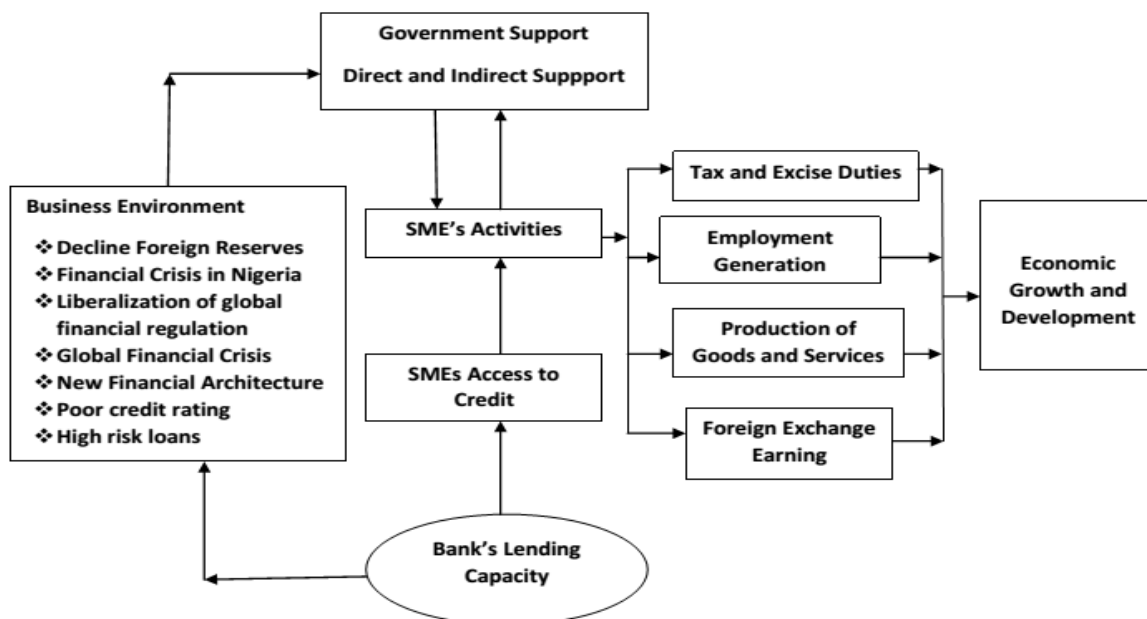 Government Support
Direct and Indirect Suppport
Business Environment
❖ Decline Foreign Reserves
❖ Financial Crisis in Nigeria
❖ Liberalization of global
financial regulation
❖ Global Financial Crisis
❖ New Financial Architecture
❖ Poor credit rating
❖ High risk loans
SME’s Activities
SMEs Access to
Credit
Bank’s Lending
Capacity
Tax and Excise Duties
Employment
Generation
Production of
Goods and Services
Foreign Exchange
Earning
Economic
Growth and
Development